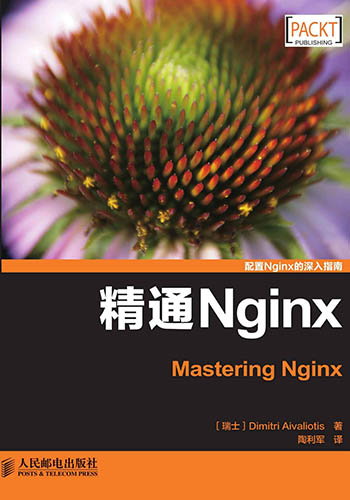 [PACKT]
PUBLISHING
配置Nginx的深入指南
精通Nginx
Mastering Nginx
[瑞士] Dimitri Aivaliotis 著
陶利军 译
人民邮电出版社
POSTS & TELECOM PRESS